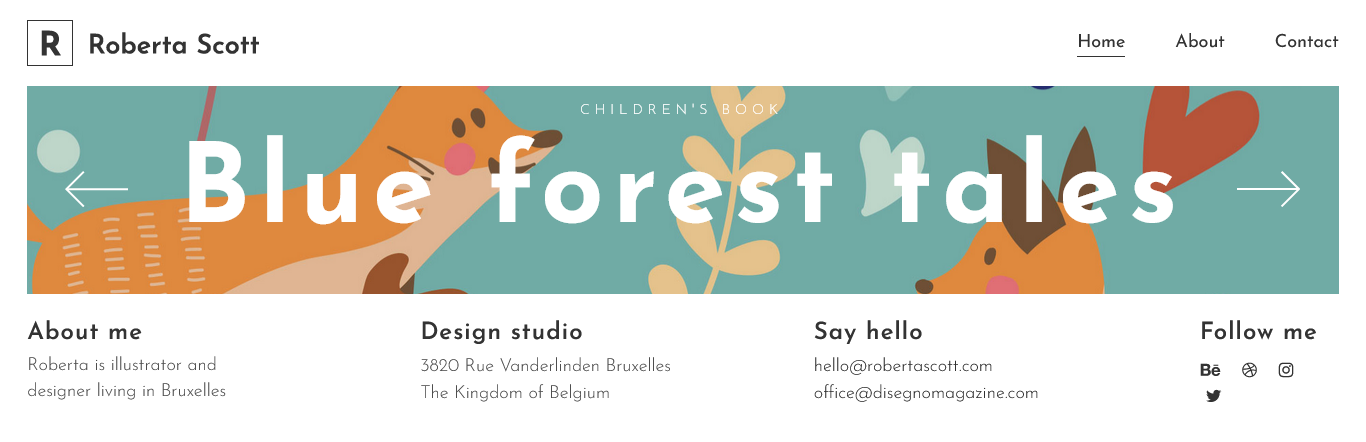 R Roberta Scott
Home About Contact
CHILDREN'S BOOK
Blue forest tales
About me
Roberta is illustrator and
designer living in Bruxelles
Design studio
3820 Rue Vanderlinden Bruxelles
The Kingdom of Belgium
Say hello
hello@robertascott.com
office@disegnomagazine.com
Follow me
Bē